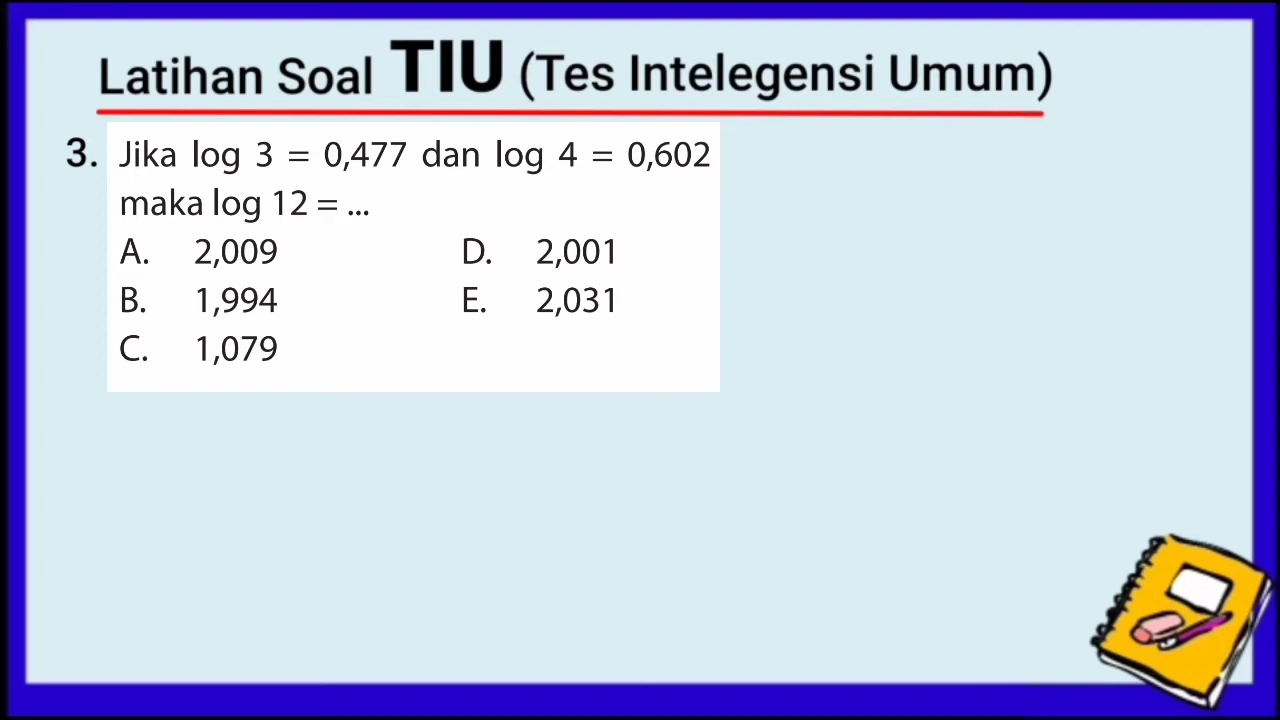 Latihan Soal TIU (Tes Intelegensi Umum)
3. Jika log 3 = 0,477 dan log 4 = 0,602
maka log 12 = ...
A. 2,009 D. 2,001
B. 1,994 E. 2,031
C. 1,079